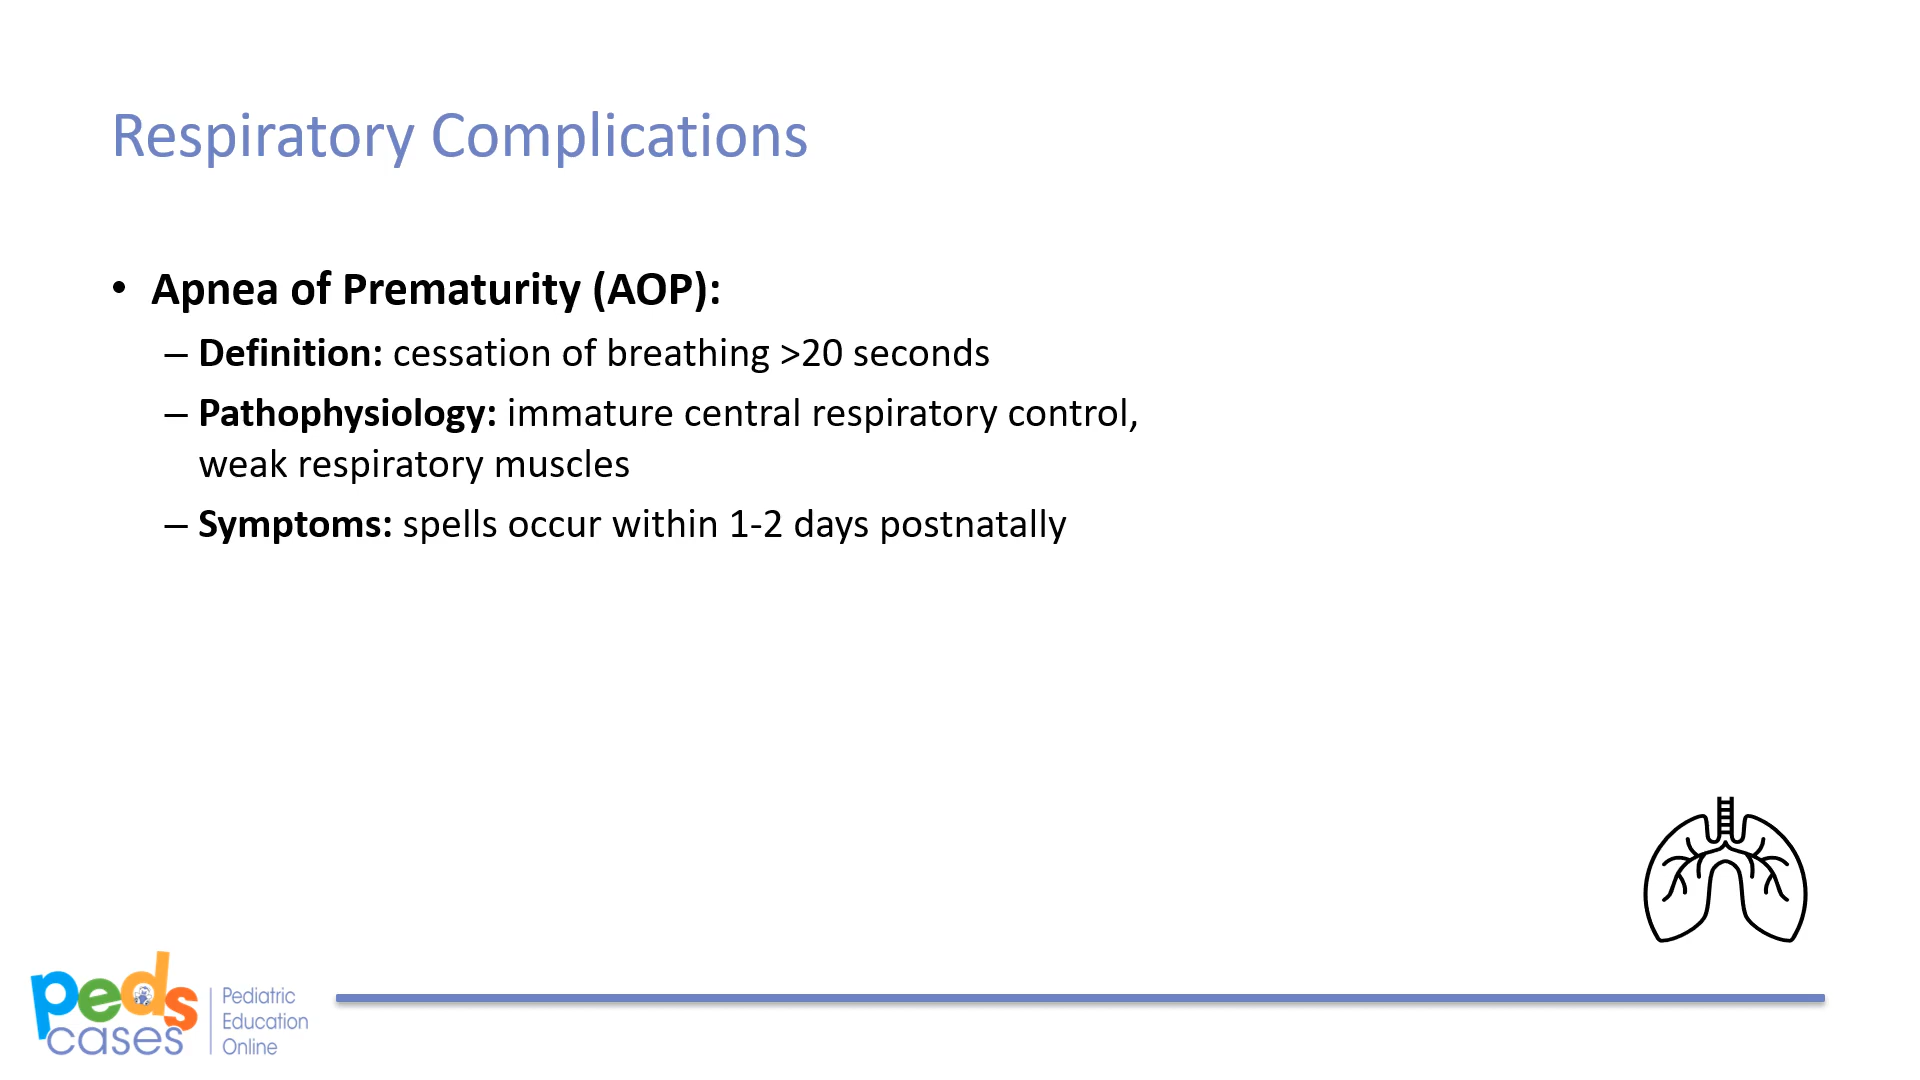 Respiratory Complications
• Apnea of Prematurity (AOP):
– Definition: cessation of breathing >20 seconds
– Pathophysiology: immature central respiratory control,
weak respiratory muscles
– Symptoms: spells occur within 1-2 days postnatally
peds
cases
Pediatric
Education
Online